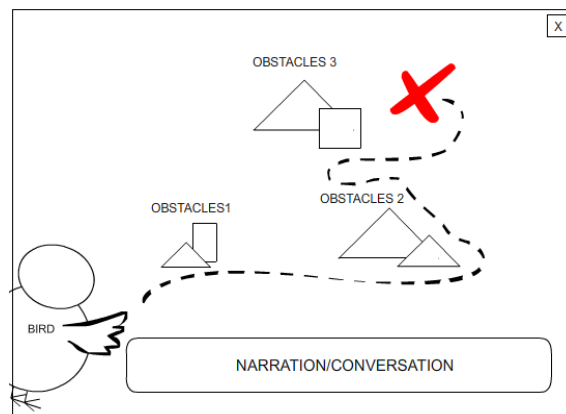 X
OBSTACLES 3
OBSTACLES1
OBSTACLES 2
BIRD
NARRATION/CONVERSATION